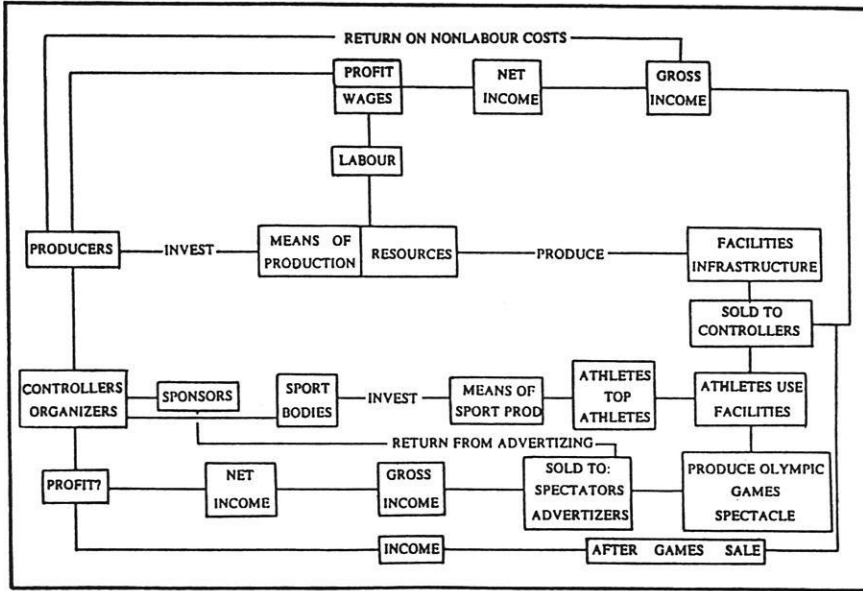 RETURN ON NONLABOUR COSTS
PROFIT
WAGES
NET
INCOME
GROSS
INCOME
LABOUR
PRODUCERS
INVEST
MEANS OF
PRODUCTION
RESOURCES
PRODUCE
FACILITIES
INFRASTRUCTURE
SOLD TO
CONTROLLERS
CONTROLLERS
ORGANIZERS
SPONSORS
SPORT
BODIES
INVEST
MEANS OF
SPORT PROD
ATHLETES
TOP
ATHLETES
ATHLETES USE
FACILITIES
RETURN FROM ADVERTIZING
PROFIT?
NET
INCOME
GROSS
INCOME
SOLD TO:
SPECTATORS
ADVERTIZERS
PRODUCE OLYMPIC
GAMES
SPECTACLE
INCOME
AFTER GAMES SALE